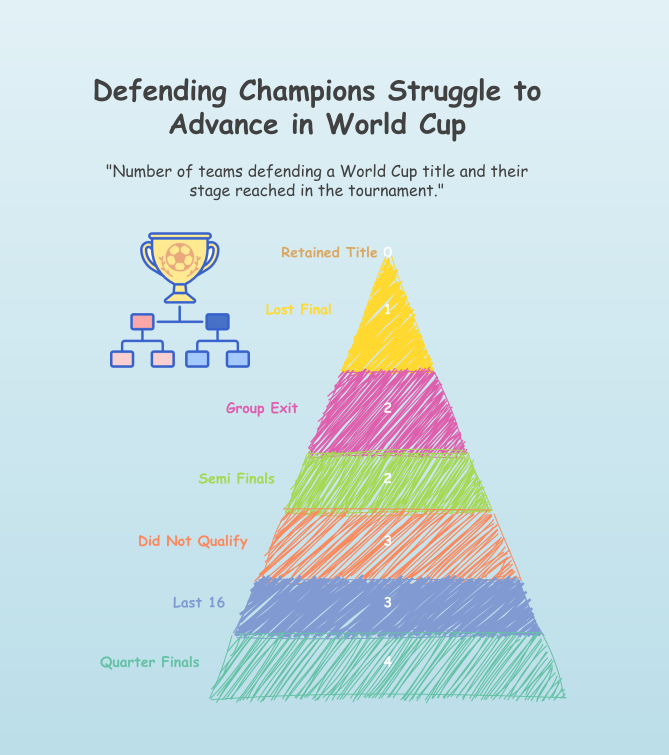 Defending Champions Struggle to
Advance in World Cup
"Number of teams defending a World Cup title and their
stage reached in the tournament."
Retained Title 0
Lost Final 1
Group Exit 2
Semi Finals 2
Did Not Qualify 3
Last 16 3
Quarter Finals 4